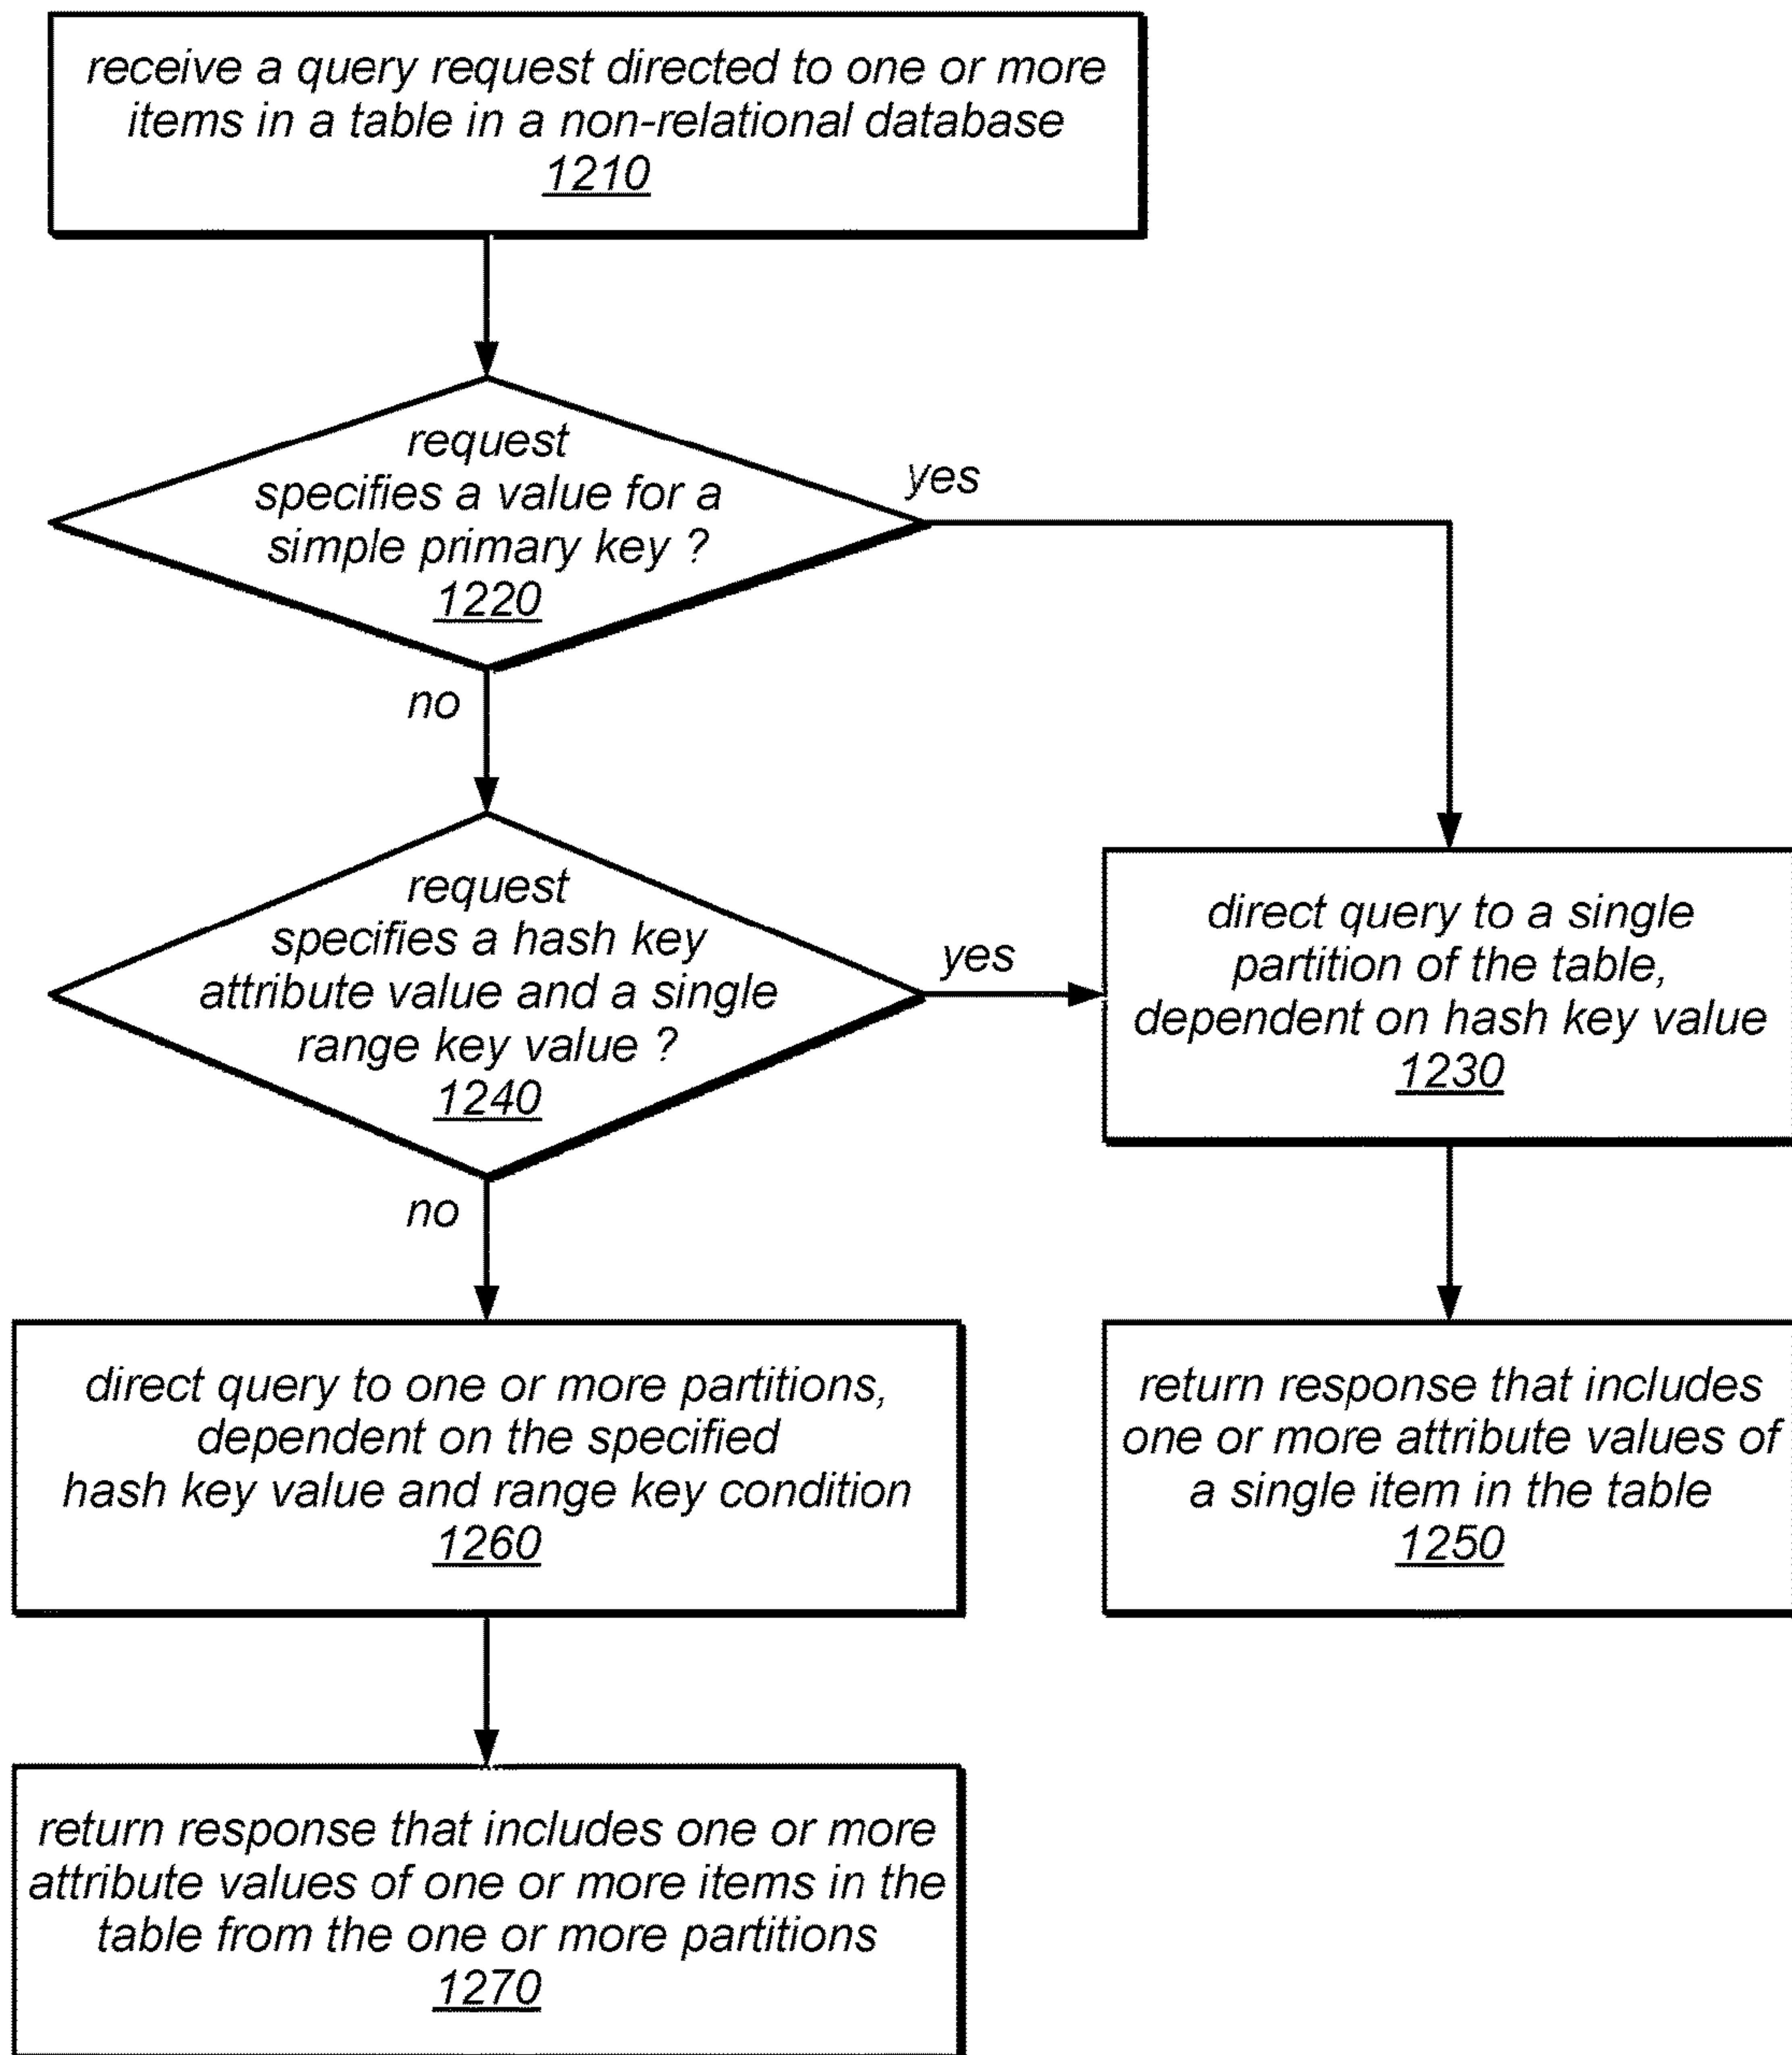 receive a query request directed to one or more
items in a table in a non-relational database
1210
request
specifies a value for a
simple primary key ?
1220
yes
no
request
specifies a hash key
attribute value and a single
range key value ?
1240
yes
direct query to a single
partition of the table,
dependent on hash key value
1230
no
direct query to one or more partitions,
dependent on the specified
hash key value and range key condition
1260
return response that includes
one or more attribute values of
a single item in the table
1250
return response that includes one or more
attribute values of one or more items in the
table from the one or more partitions
1270